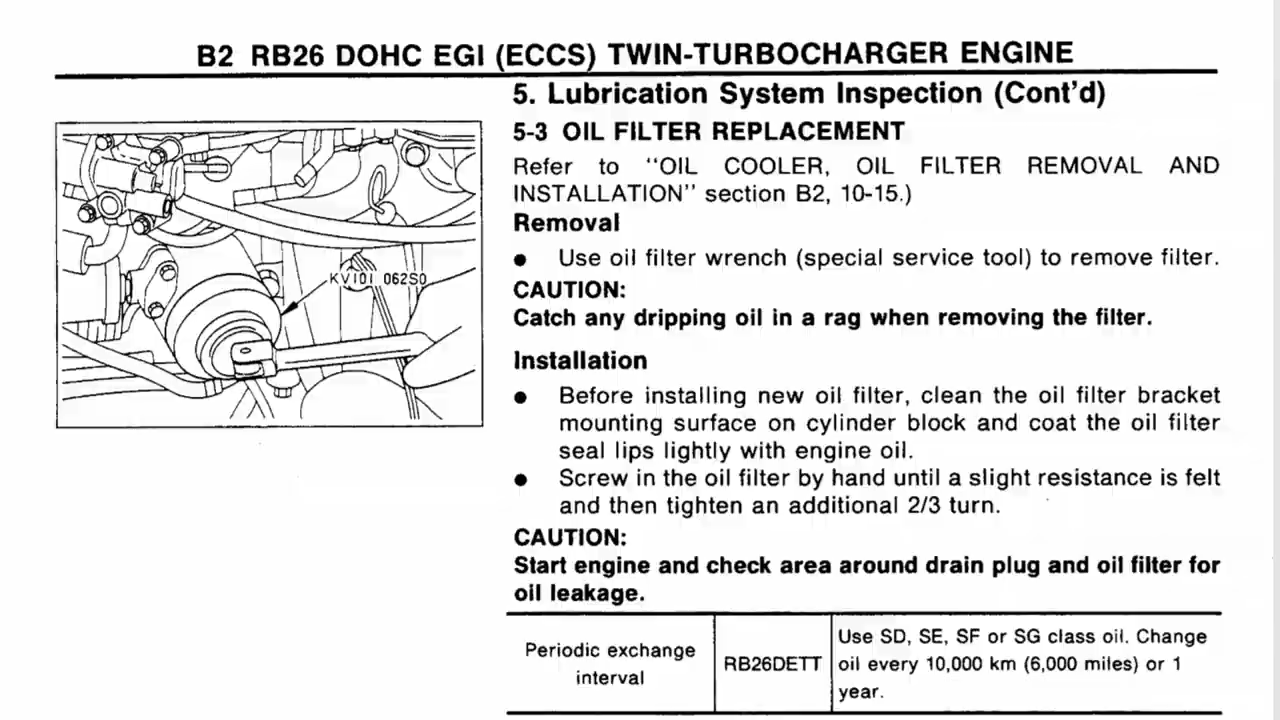 B2 RB26 DOHC EGI (ECCS) TWIN-TURBOCHARGER ENGINE
5. Lubrication System Inspection (Cont'd)
5-3 OIL FILTER REPLACEMENT
Refer to "OIL COOLER, OIL FILTER REMOVAL AND
INSTALLATION" section B2, 10-15.)
Removal
● Use oil filter wrench (special service tool) to remove filter.
CAUTION:
Catch any dripping oil in a rag when removing the filter.
Installation
● Before installing new oil filter, clean the oil filter bracket
mounting surface on cylinder block and coat the oil filter
seal lips lightly with engine oil.
● Screw in the oil filter by hand until a slight resistance is felt
and then tighten an additional 2/3 turn.
CAUTION:
Start engine and check area around drain plug and oil filter for
oil leakage.
Periodic exchange
interval
RB26DETT
Use SD, SE, SF or SG class oil. Change
oil every 10,000 km (6,000 miles) or 1
year.
KV101 062S0